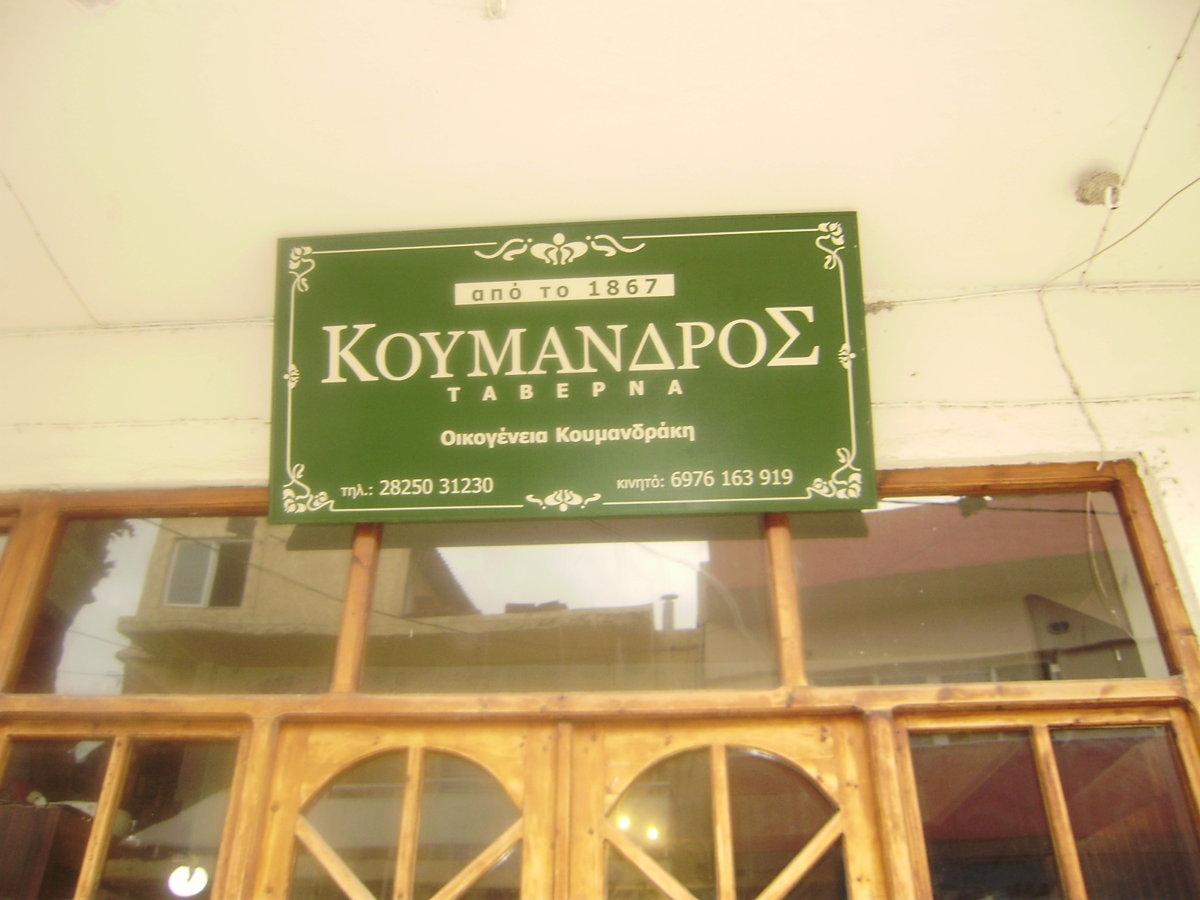 από το 1867
ΚΟΥΜΑΝΔΡΟΣ
ΤΑΒΕΡΝΑ
Οικογένεια Κουμανδράκη
τηλ.: 28250 31230 κινητό: 6976 163 919